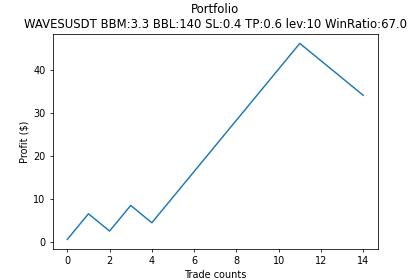 Portfolio
WAVESUSDT BBM:3.3 BBL:140 SL:0.4 TP:0.6 lev:10 WinRatio:67.0
40
30
20
10
0
Profit ($)
0 2 4 6 8 10 12 14
Trade counts